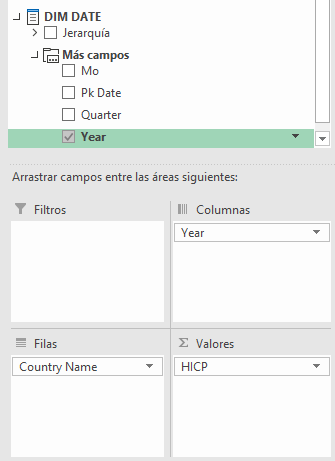 DIM DATE
Jerarquía
Más campos
Mo
Pk Date
Quarter
Year
Arrastrar campos entre las áreas siguientes:
Filtros
Columnas
Year
Filas
Valores
Country Name
HICP